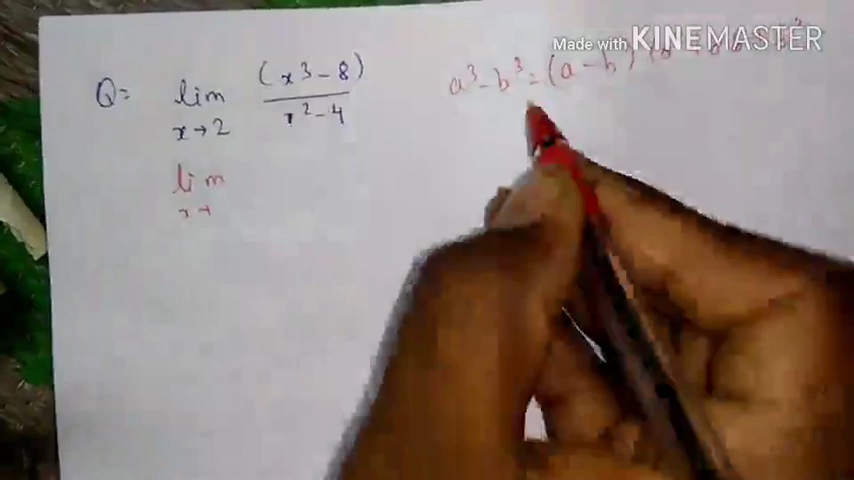 Made with KINEMASTER
Q= lim (x³-8) / x²-4 a³-b³=(a-b)
x→2
lim
x→